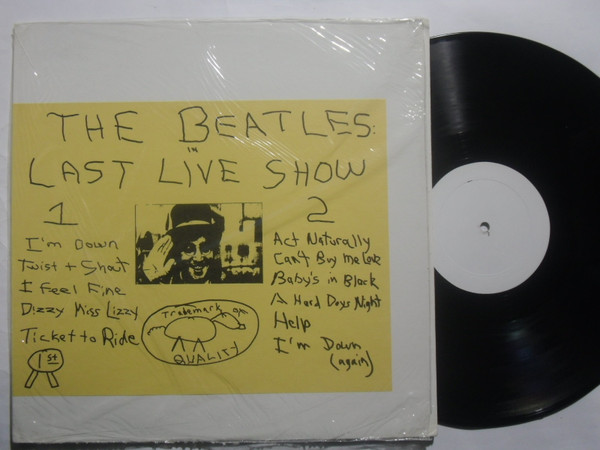 THE BEATLES:
IN
LAST LIVE SHOW
1
I'm Down
Twist + Shout
I Feel Fine
Dizzy Miss Lizzy
Ticket to Ride
1st
Trademark
QUALITY
2
Act Naturally
Can't Buy Me Love
Baby's in Black
A Hard Days Night
Help
I'm Down
(again)